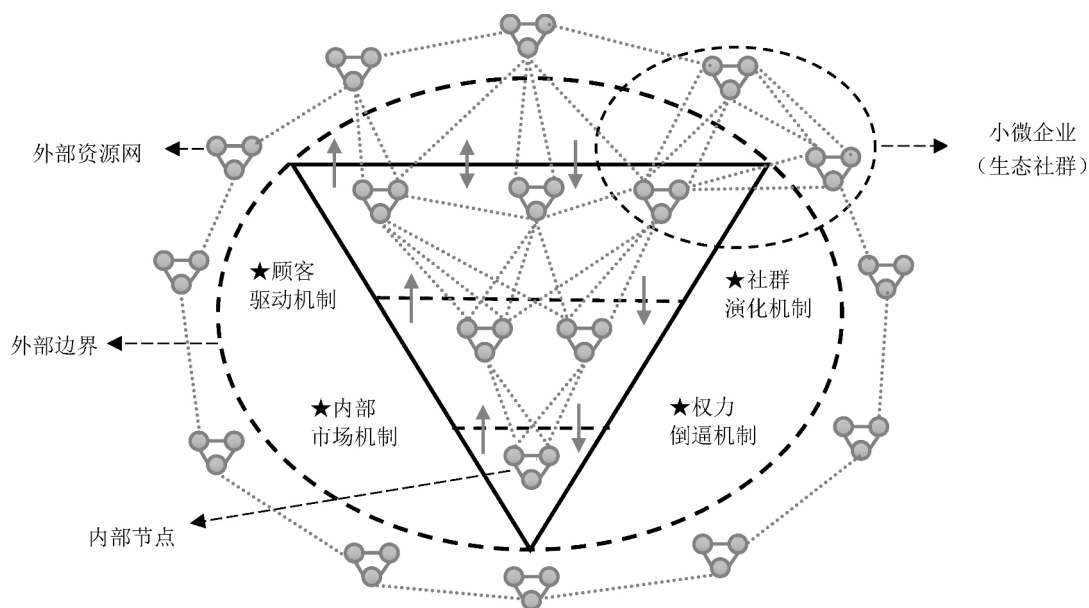 小微企业
（生态社群）
外部资源网
★顾客
驱动机制
★社群
演化机制
外部边界
★内部
市场机制
★权力
倒逼机制
内部节点